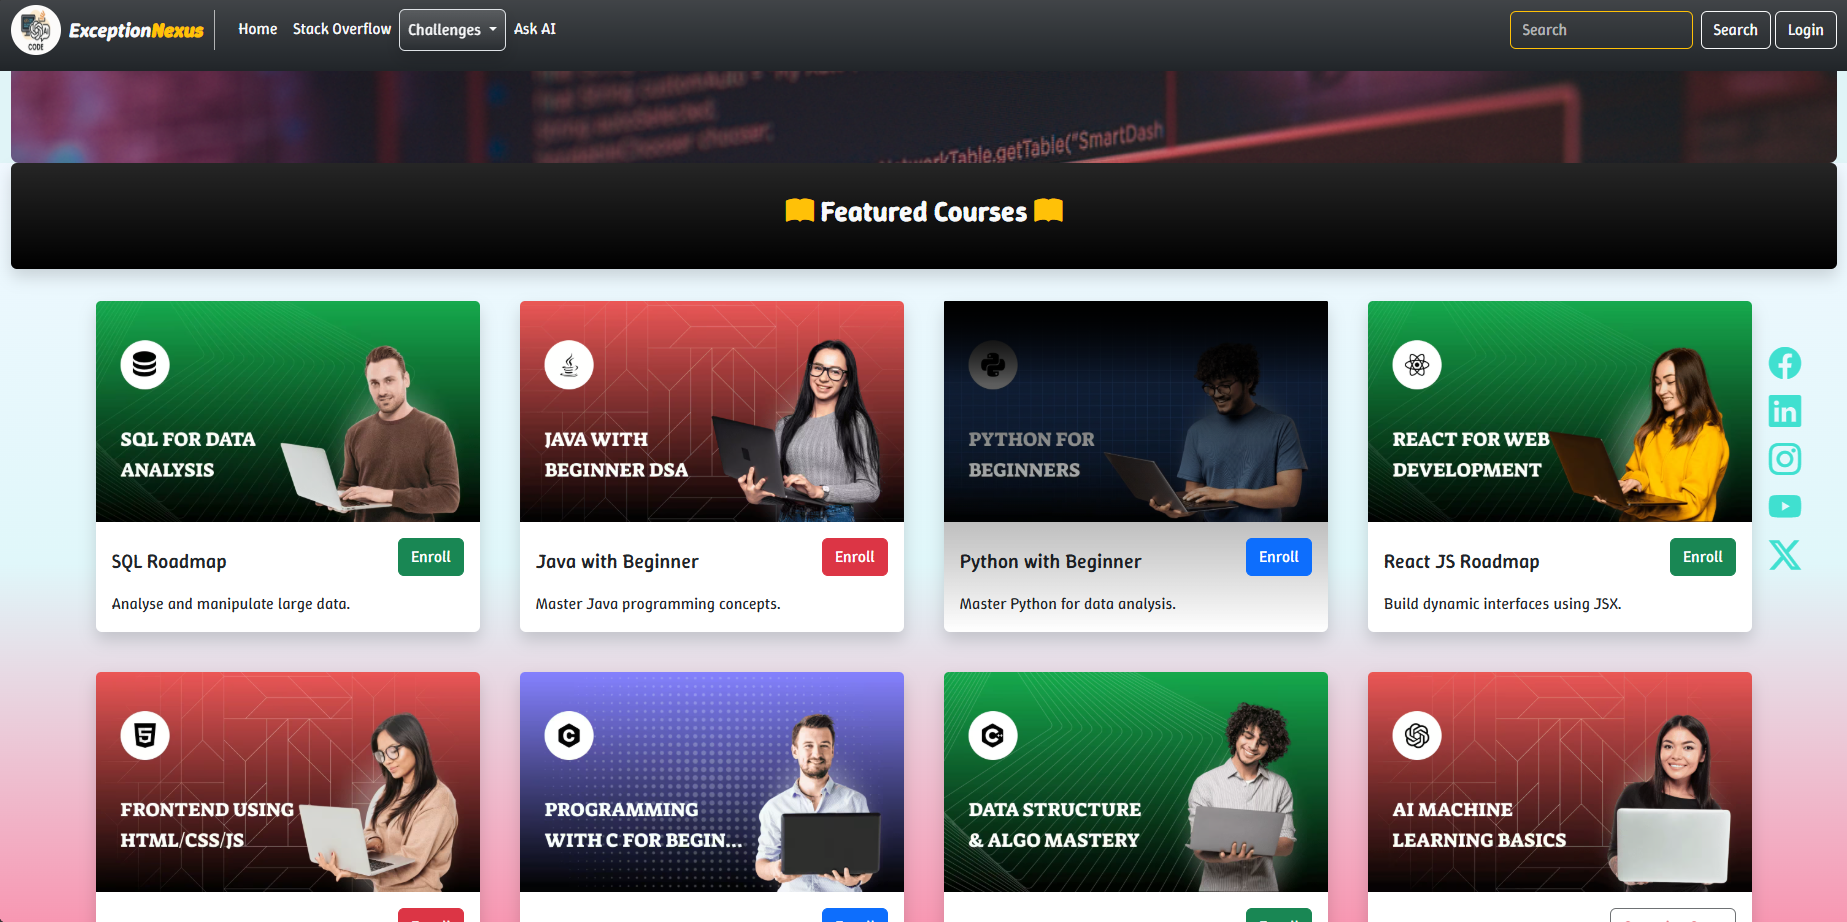 CODE
ExceptionNexus
Home
Stack Overflow
Challenges
Ask AI
Search
Search
Login
chooser;
NetworkTable.getTable("SmartDash
Featured Courses
SQL FOR DATA
ANALYSIS
SQL Roadmap
Enroll
Analyse and manipulate large data.
JAVA WITH
BEGINNER DSA
Java with Beginner
Enroll
Master Java programming concepts.
PYTHON FOR
BEGINNERS
Python with Beginner
Enroll
Master Python for data analysis.
REACT FOR WEB
DEVELOPMENT
React JS Roadmap
Enroll
Build dynamic interfaces using JSX.
FRONTEND USING
HTML/CSS/JS
PROGRAMMING
WITH C FOR BEGIN...
DATA STRUCTURE
& ALGO MASTERY
AI MACHINE
LEARNING BASICS